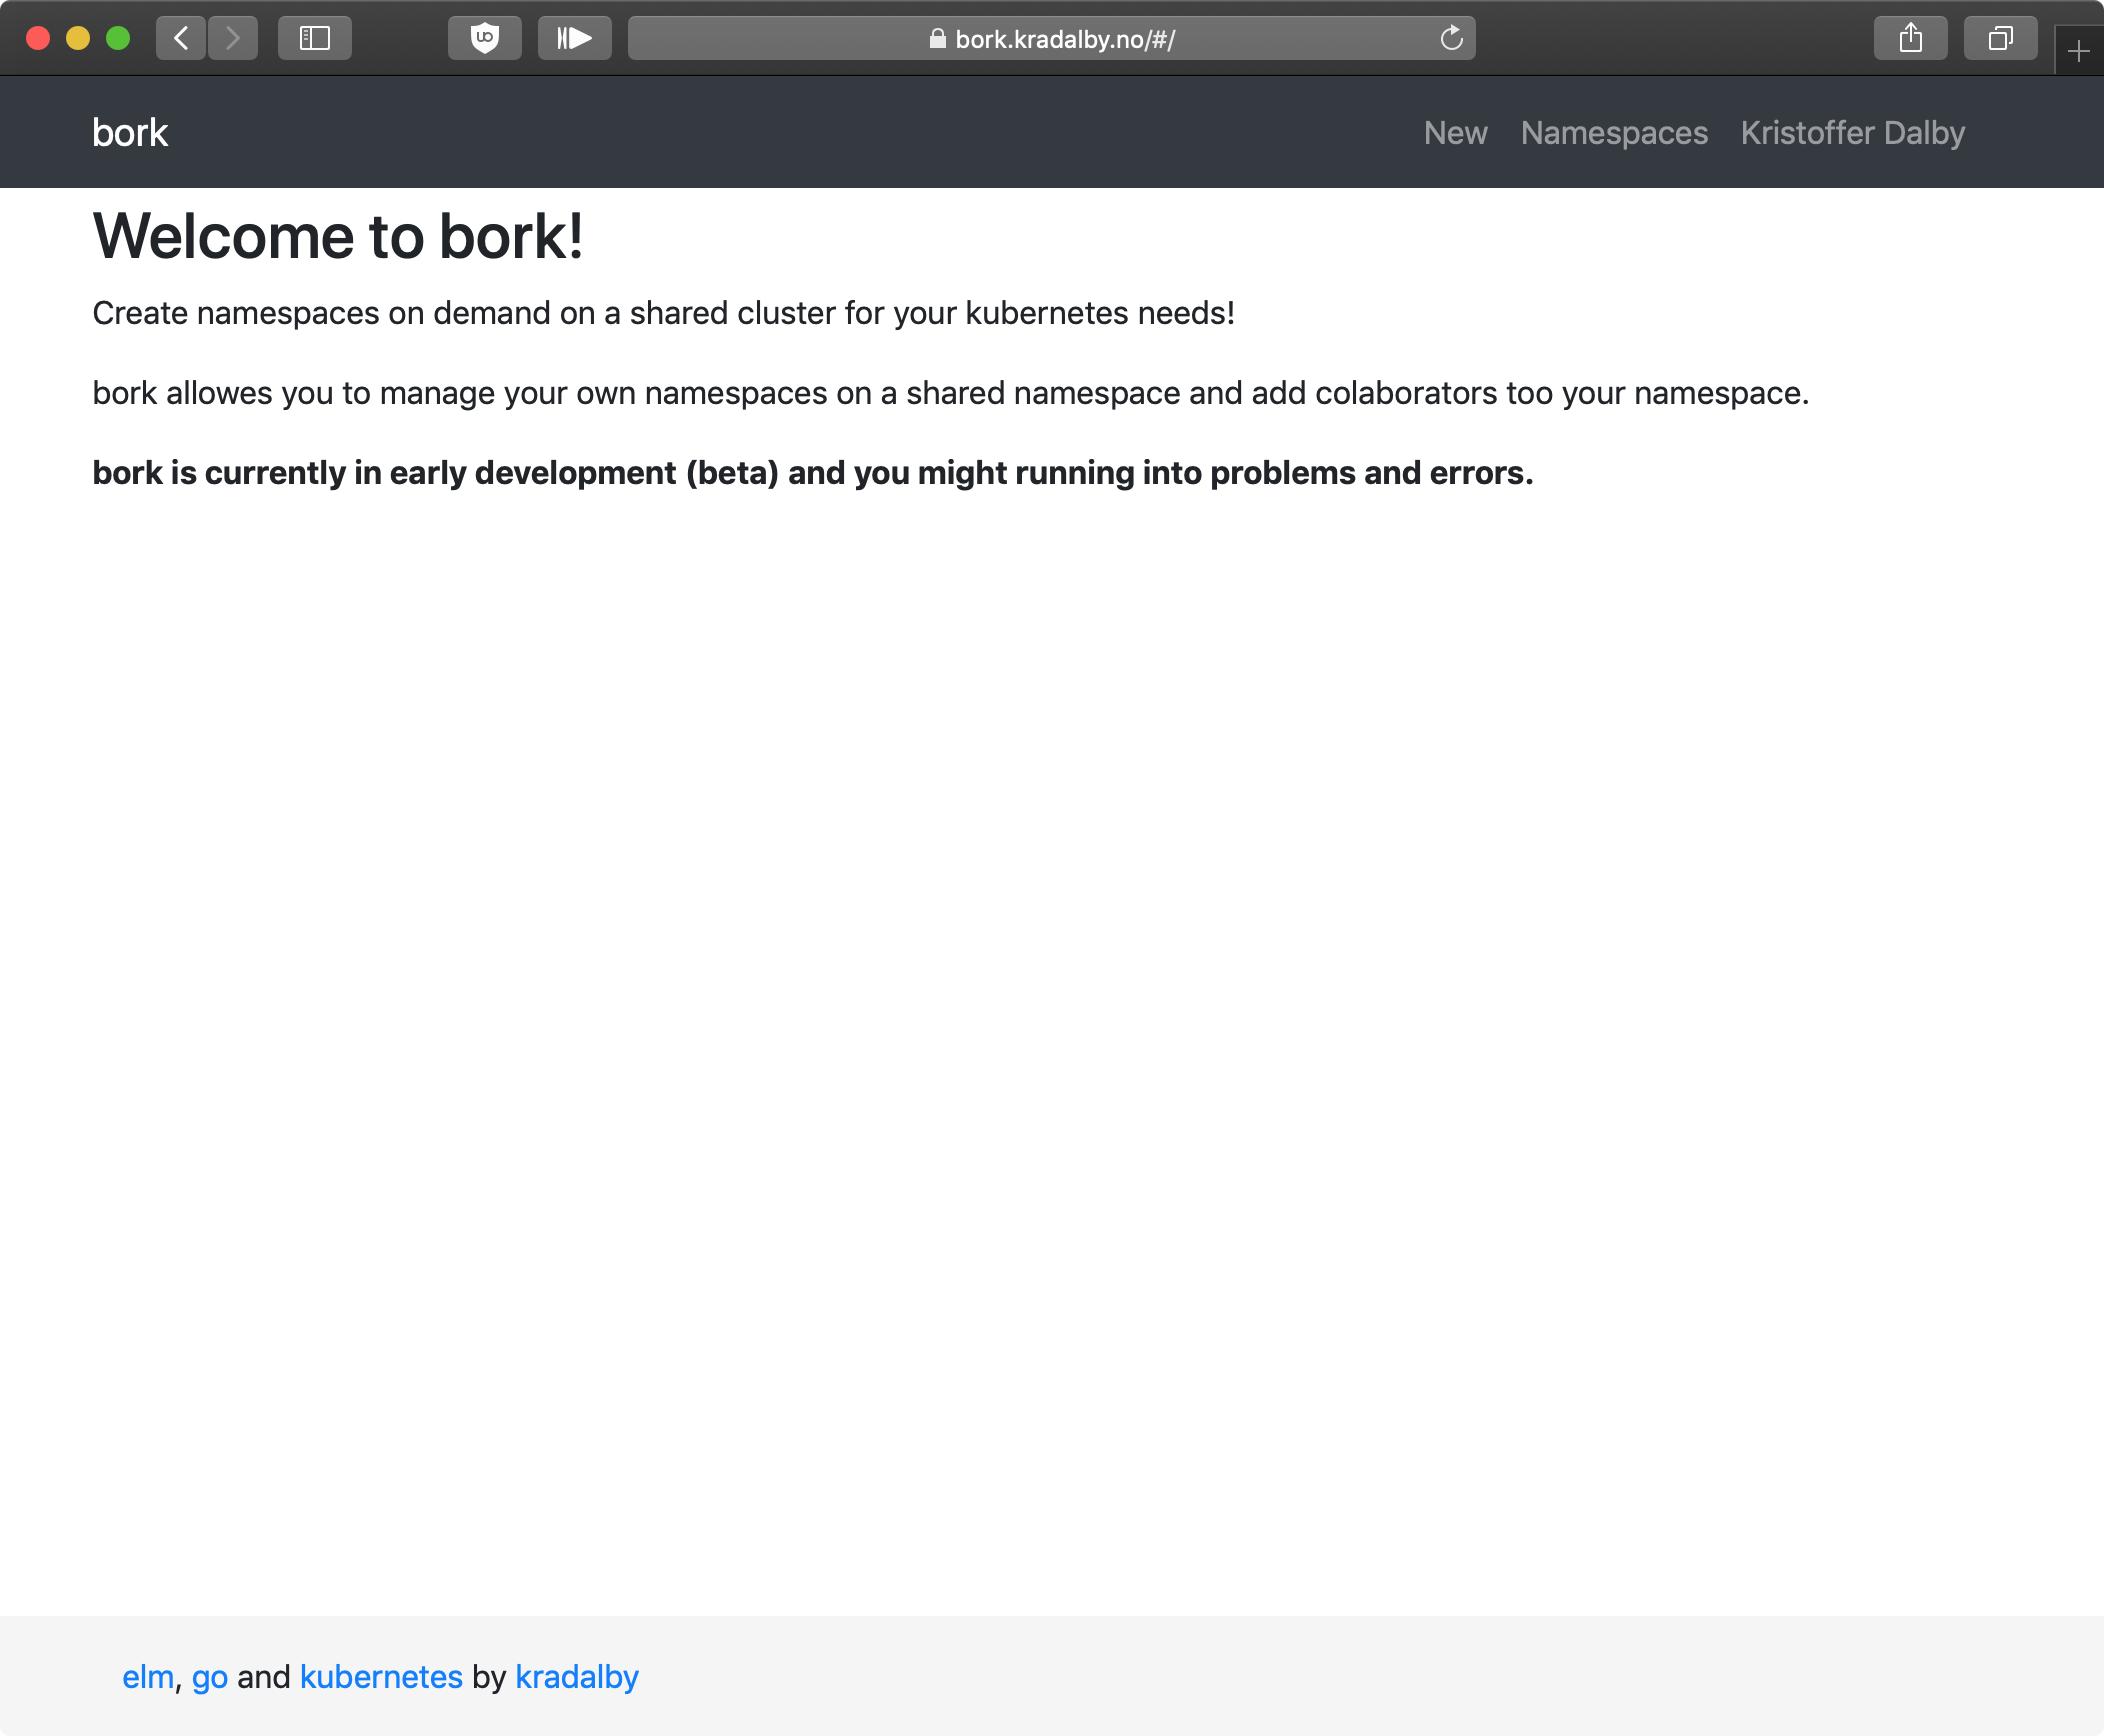 bork.kradalby.no/#/
bork New Namespaces Kristoffer Dalby
Welcome to bork!
Create namespaces on demand on a shared cluster for your kubernetes needs!
bork allowes you to manage your own namespaces on a shared namespace and add colaborators too your namespace.
bork is currently in early development (beta) and you might running into problems and errors.
elm, go and kubernetes by kradalby